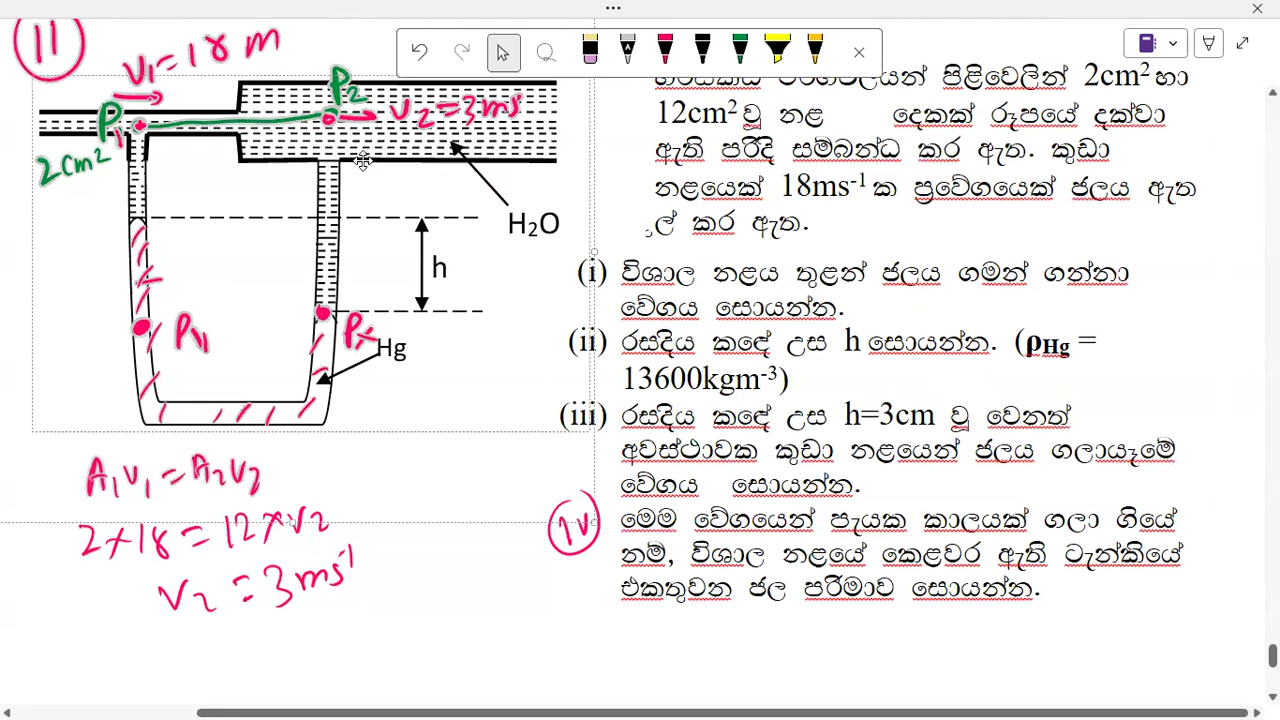 11
v1 = 18 m
P2
P1
v2 = 3ms
2cm²
H2O
h
Hg
A1v1 = A2v2
2×18 = 12×v2
v2 = 3ms⁻¹
පිළිවෙලින් 2cm² හා
12cm² වූ නළ දෙකක් රූපයේ දක්වා
ඇති පරිදි සම්බන්ධ කර ඇත. කුඩා
නළයෙක් 18ms⁻¹ ක ප්‍රවේගයෙක් ජලය ඇත
ුල් කර ඇත.
(i) විශාල නළය තුළන් ජලය ගමන් ගන්නා
වේගය සොයන්න.
(ii) රසදිය කඳේ උස h සොයන්න. (ρHg =
13600kgm⁻³)
(iii) රසදිය කඳේ උස h=3cm වූ වෙනත්
අවස්ථාවක කුඩා නළයෙන් ජලය ගලායෑමේ
වේගය සොයන්න.
1v මෙම වේගයෙන් පැයක කාලයක් ගලා ගියේ
නම්, විශාල නළයේ කෙළවර ඇති ටැන්කියේ
එකතුවන ජල පරිමාව සොයන්න.